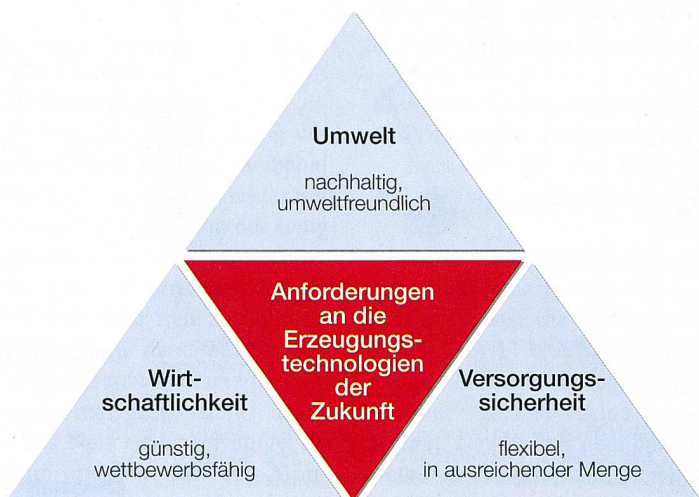 Umwelt
nachhaltig,
umweltfreundlich
Anforderungen
an die
Erzeugungs-
technologien
der
Zukunft
Wirt-
schaftlichkeit
günstig,
wettbewerbsfähig
Versorgungs-
sicherheit
flexibel,
in ausreichender Menge